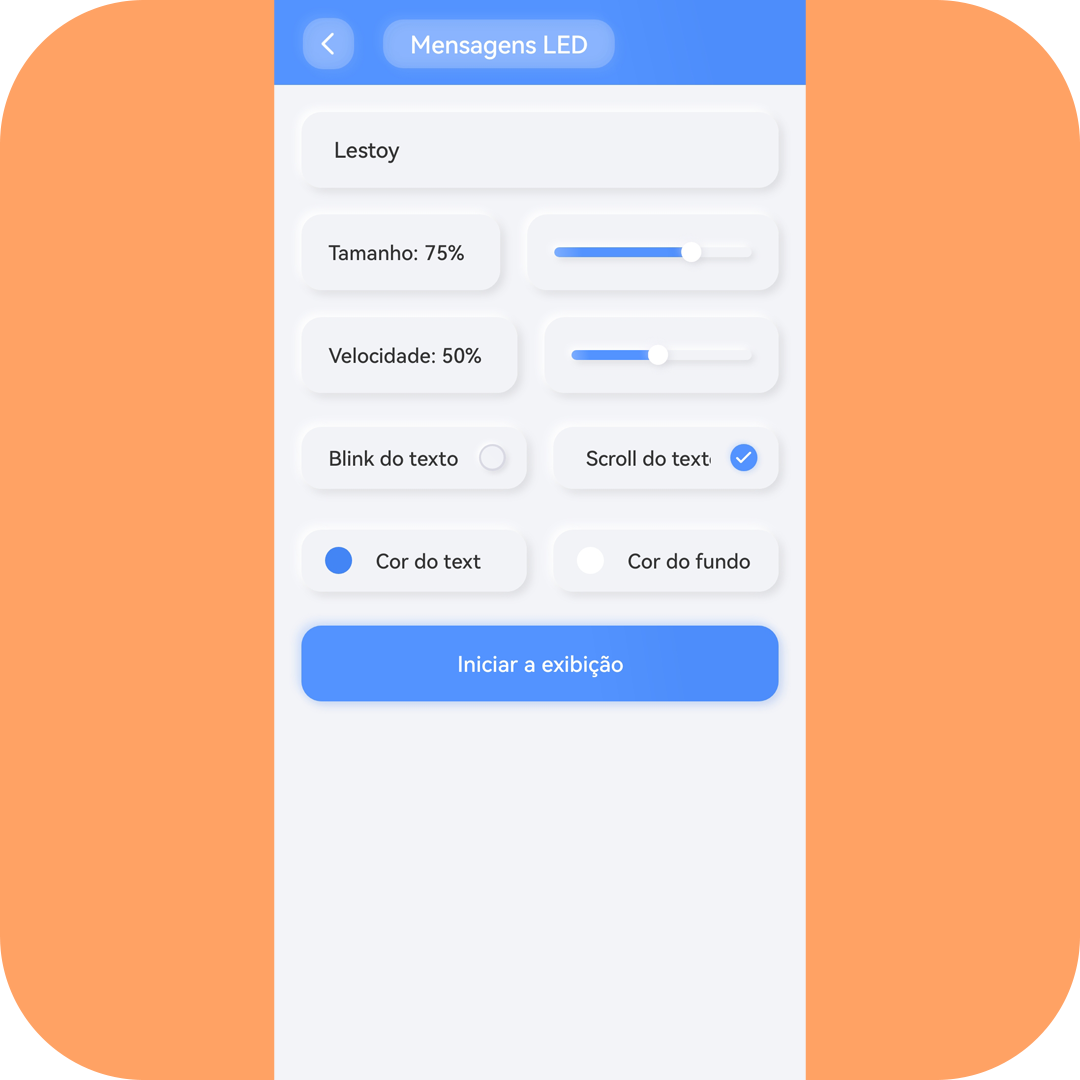 Mensagens LED
Lestoy
Tamanho: 75%
Velocidade: 50%
Blink do texto
Scroll do text
Cor do text
Cor do fundo
Iniciar a exibição